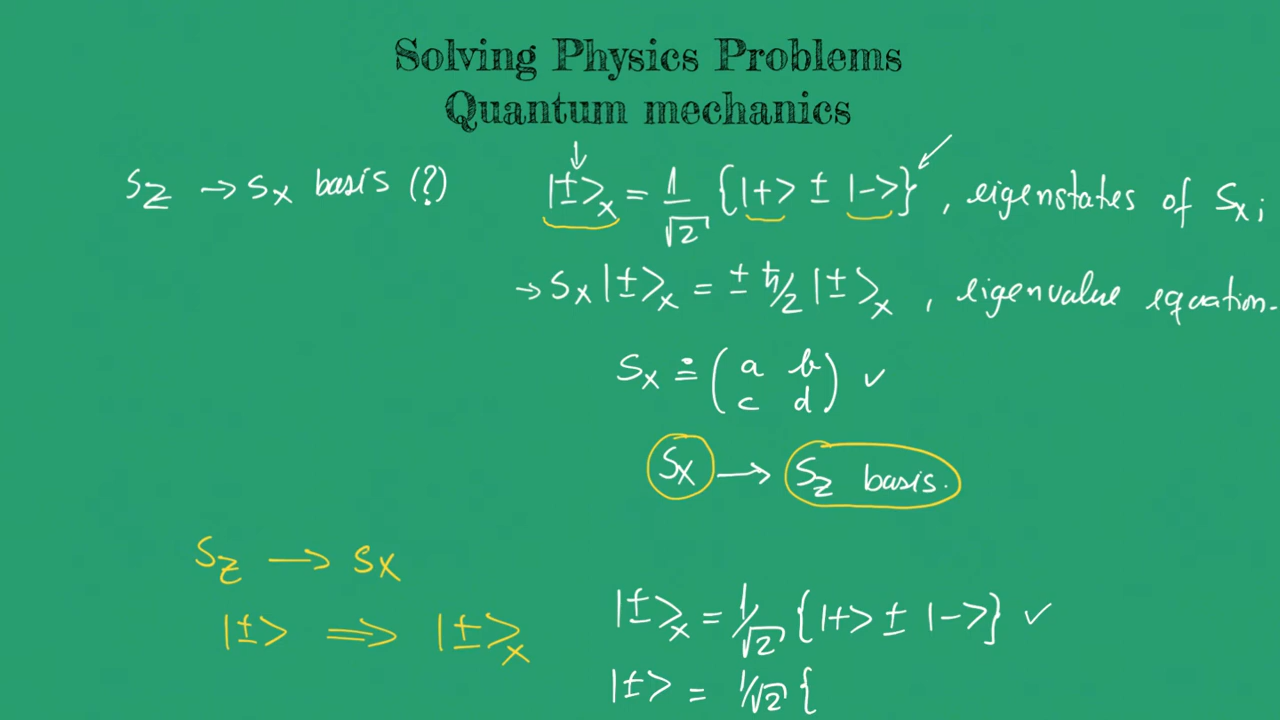 Solving Physics Problems
Quantum mechanics
Sz → Sx basis (?)
|±>x = 1/√2 {|+> ± |->} , eigenstates of Sx;
→ Sx |±>x = ± ħ/2 |±>x , eigenvalue equation.
Sx ≐ (a b
c d) ✓
Sx → Sz basis.
Sz → Sx
|±> ⇒ |±>x
|±>x = 1/√2 {|+> ± |->} ✓
|±> = 1/√2 {